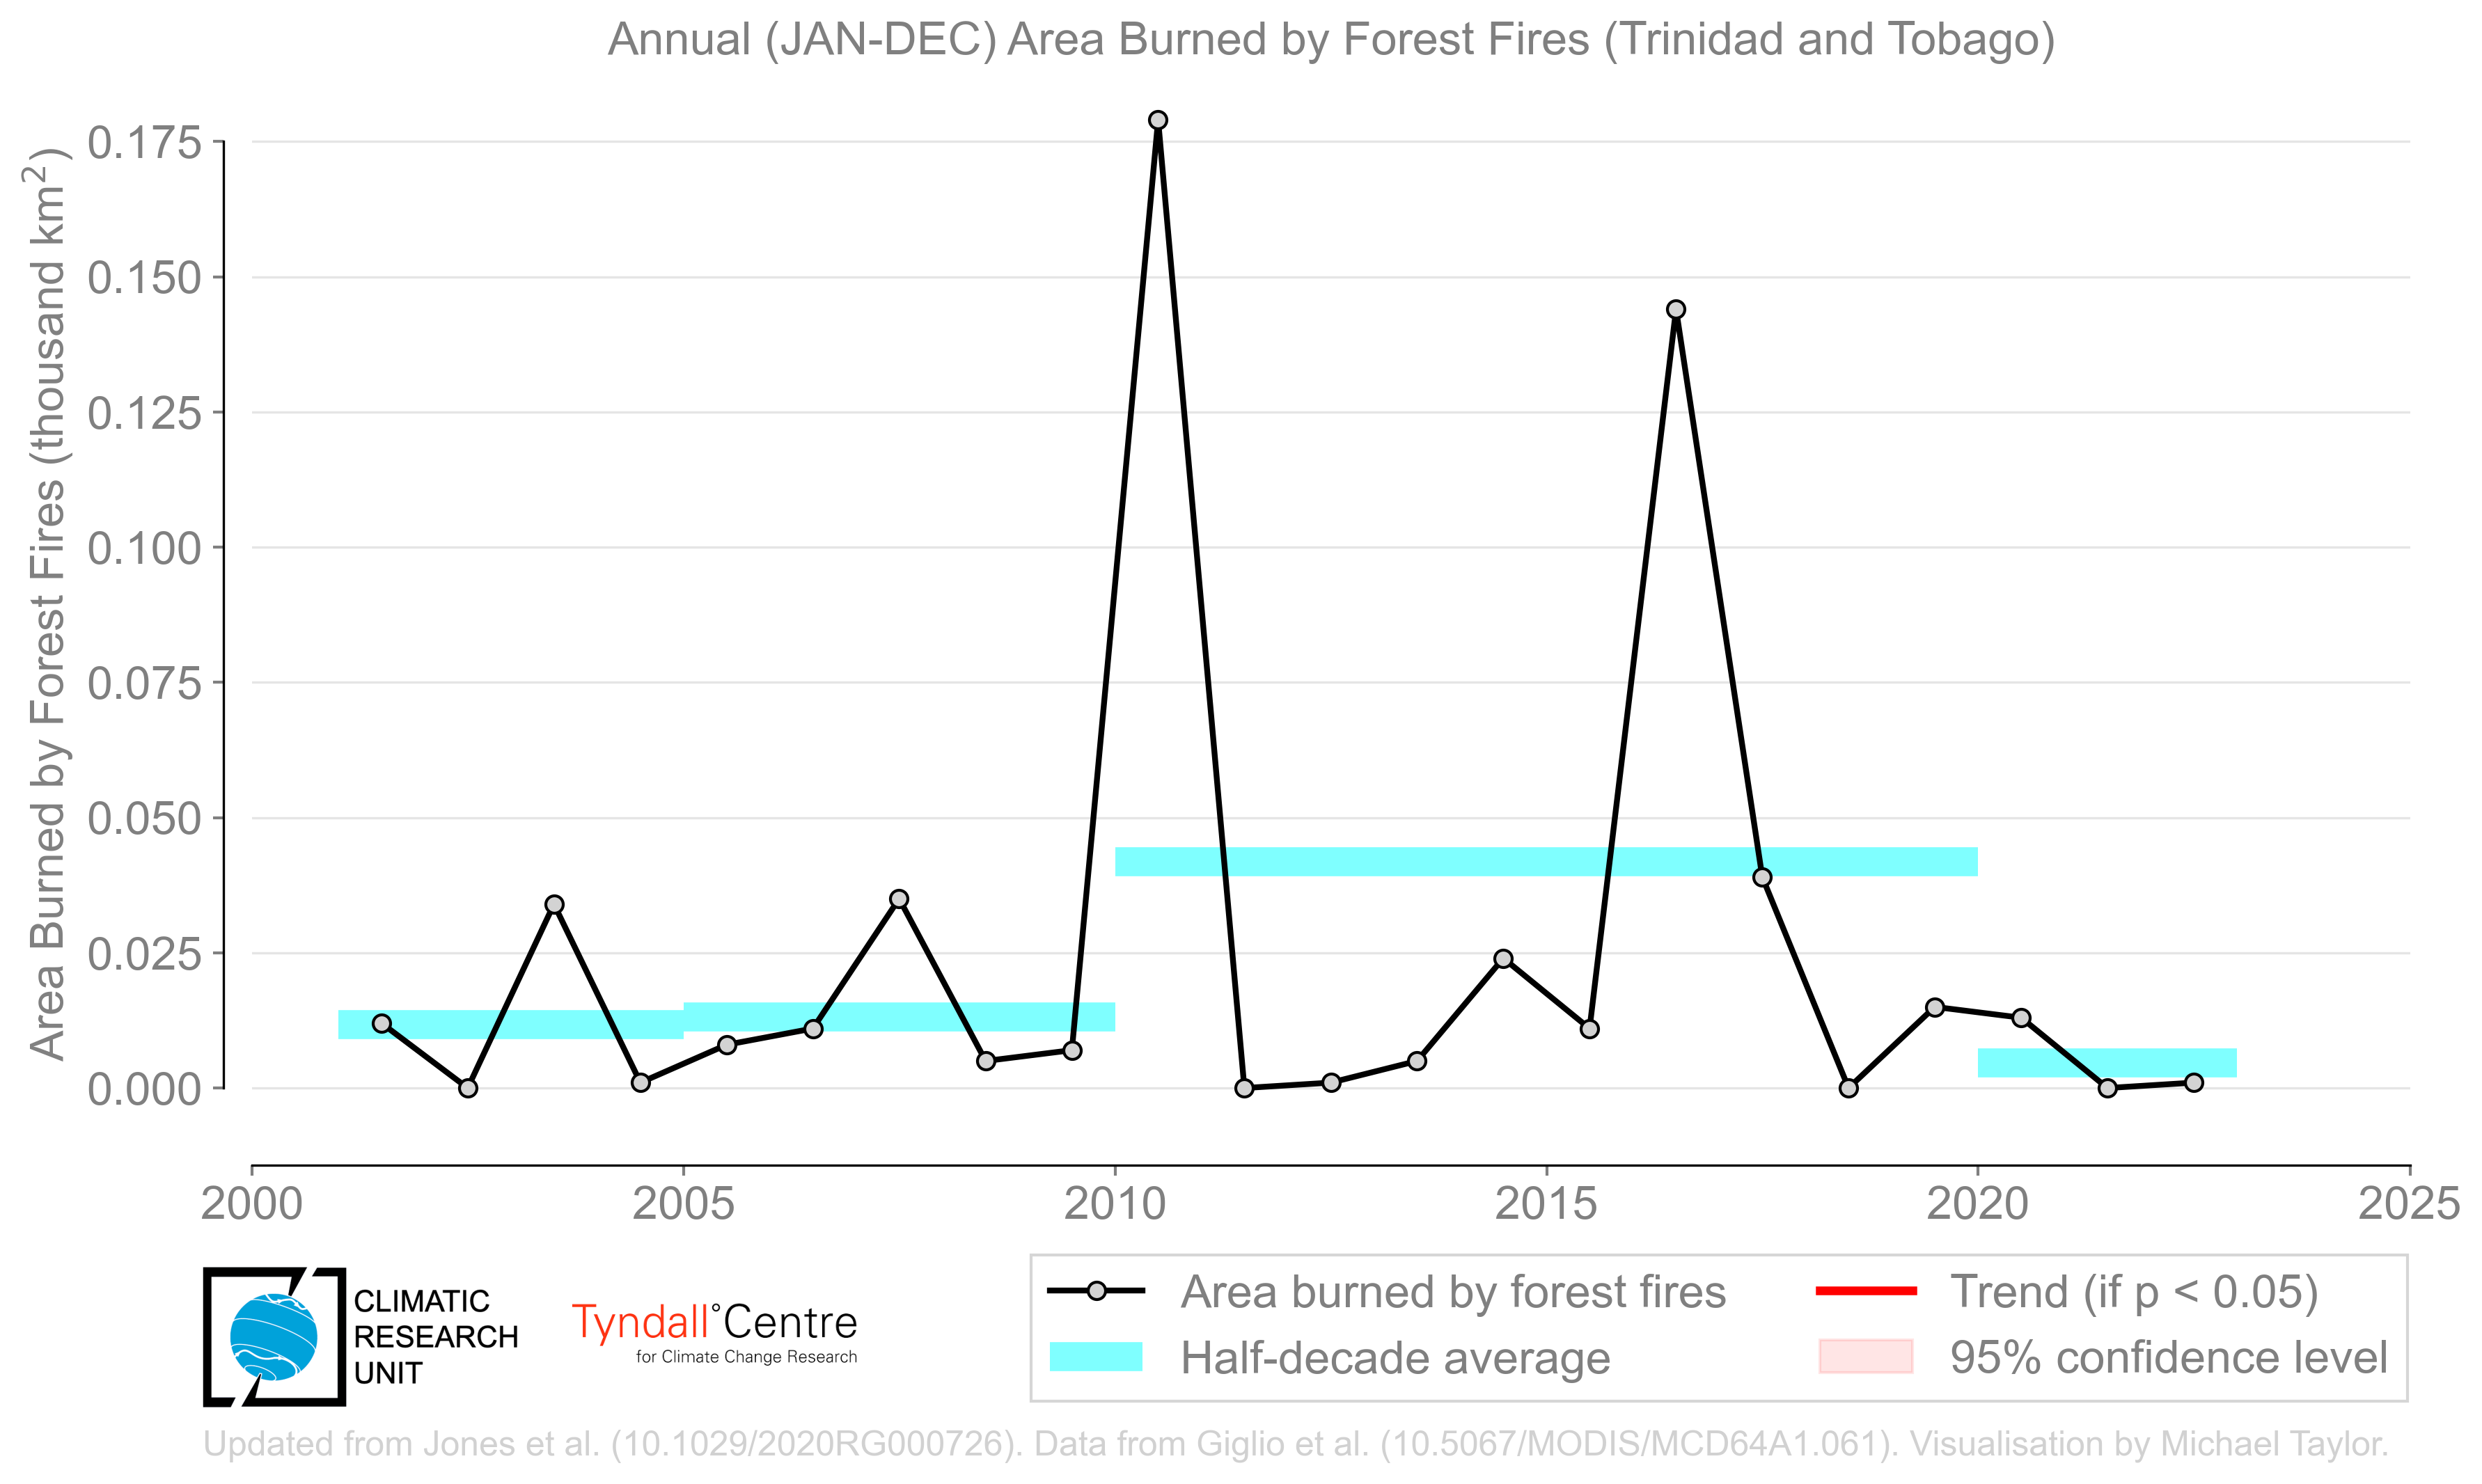 Annual (JAN-DEC) Area Burned by Forest Fires (Trinidad and Tobago)
Area Burned by Forest Fires (thousand km²)
0.175
0.150
0.125
0.100
0.075
0.050
0.025
0.000
2000 2005 2010 2015 2020 2025
CLIMATIC
RESEARCH
UNIT
Tyndall°Centre
for Climate Change Research
Area burned by forest fires
Half-decade average
Trend (if p < 0.05)
95% confidence level
Updated from Jones et al. (10.1029/2020RG000726). Data from Giglio et al. (10.5067/MODIS/MCD64A1.061). Visualisation by Michael Taylor.